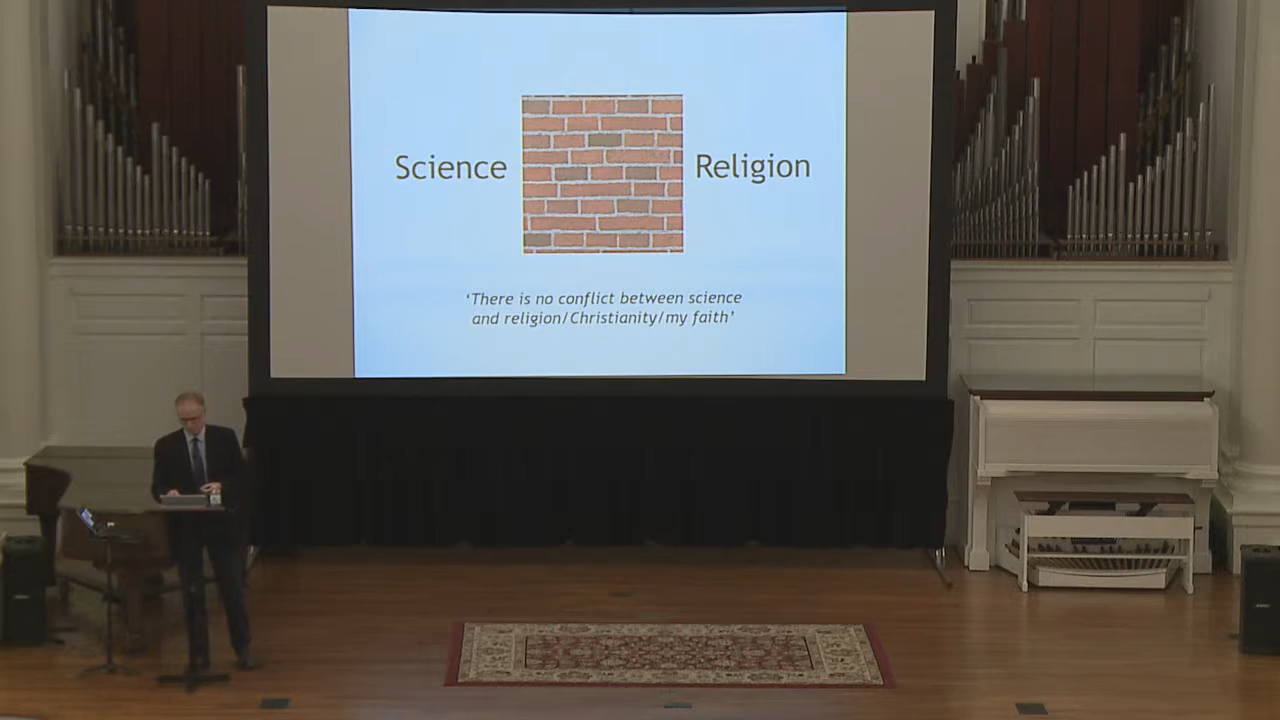 Science
Religion
‘There is no conflict between science
and religion/Christianity/my faith’